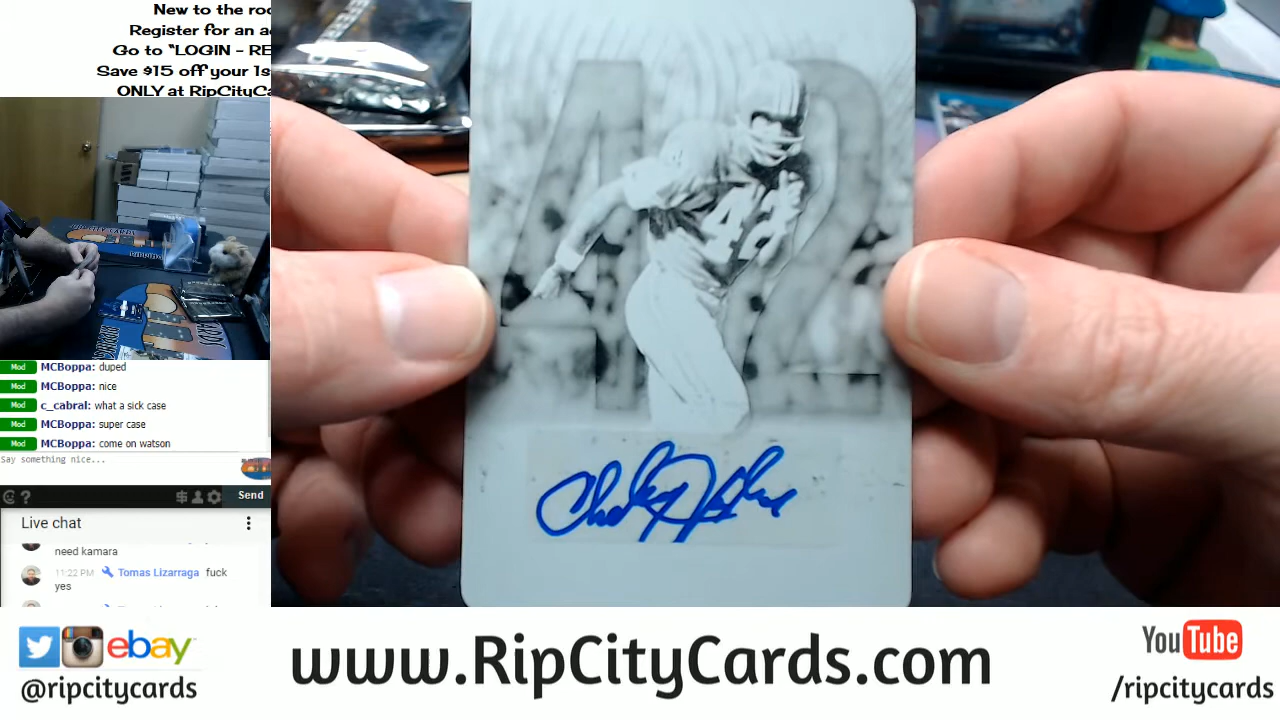 New to the roo
Register for an a
Go to “LOGIN - RE
Save $15 off your 1s
ONLY at RipCityCa
Mod MCBoppa: duped
Mod MCBoppa: nice
Mod c_cabral: what a sick case
Mod MCBoppa: super case
Mod MCBoppa: come on watson
Say something nice...
Send
Live chat
need kamara
11:22 PM Tomas Lizarraga fuck
yes
42
42
ebay
@ripcitycards
www.RipCityCards.com
YouTube
/ripcitycards